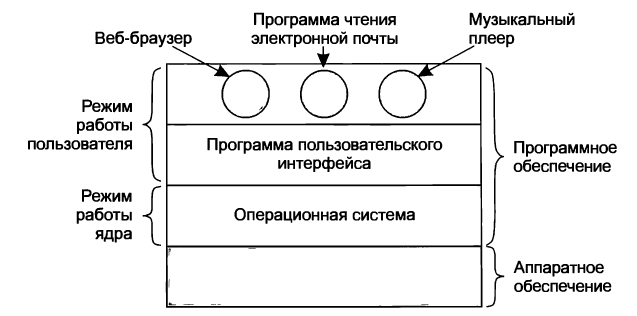 Веб-браузер
Программа чтения
электронной почты
Музыкальный
плеер
Режим
работы
пользователя
Программа пользовательского
интерфейса
Программное
обеспечение
Режим
работы
ядра
Операционная система
Аппаратное
обеспечение